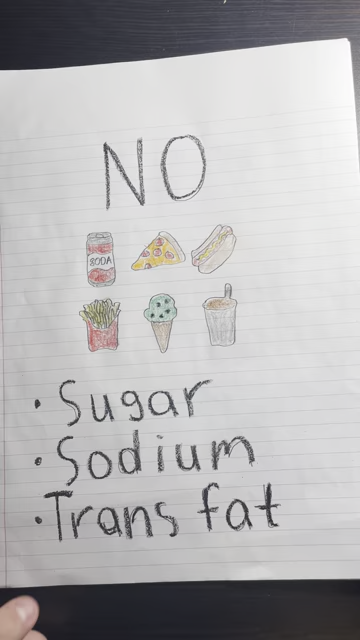 NO
SODA
• Sugar
• Sodium
• Trans fat